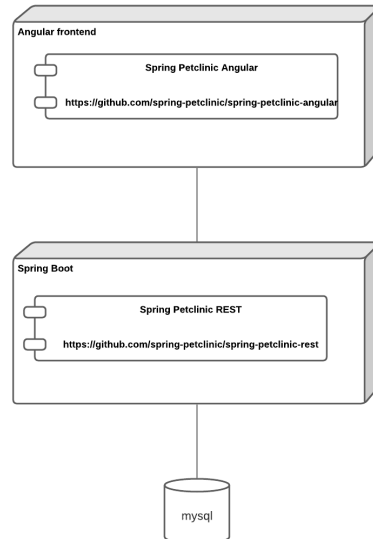 Angular frontend
Spring Petclinic Angular
https://github.com/spring-petclinic/spring-petclinic-angular
Spring Boot
Spring Petclinic REST
https://github.com/spring-petclinic/spring-petclinic-rest
mysql